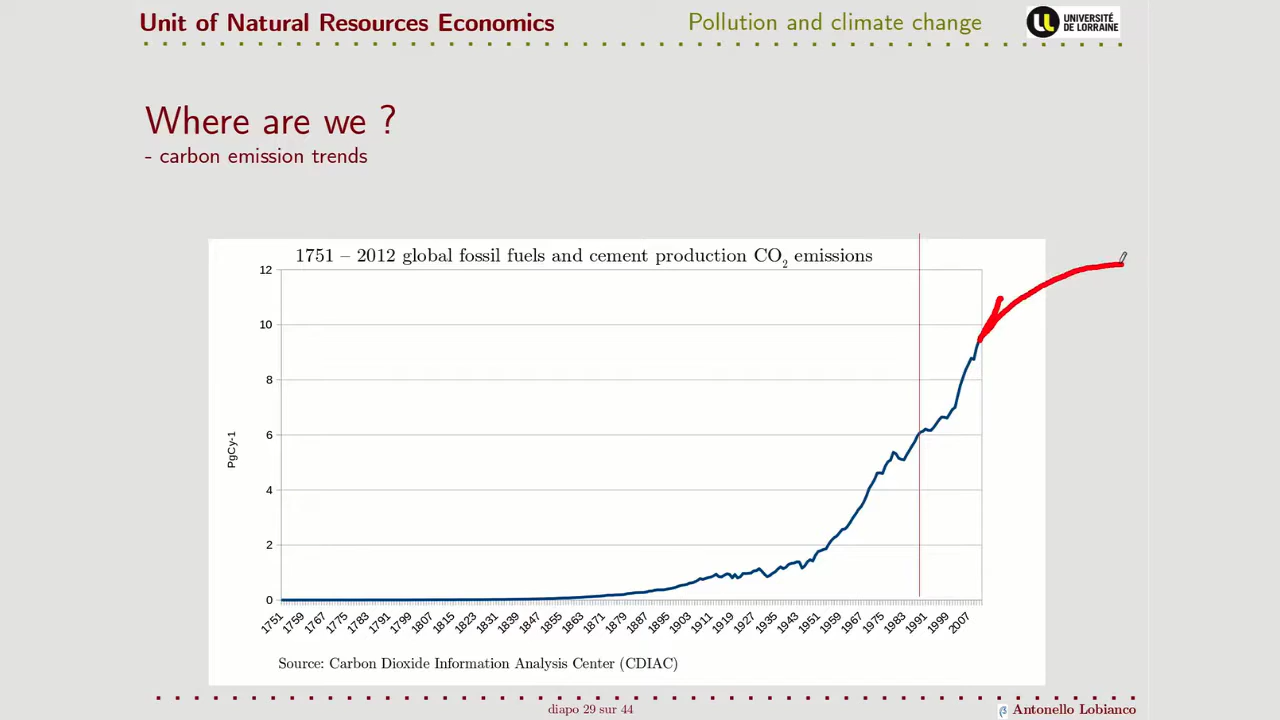 Unit of Natural Resources Economics
Pollution and climate change
UNIVERSITÉ
DE LORRAINE
Where are we ?
- carbon emission trends
1751 – 2012 global fossil fuels and cement production CO2 emissions
12
10
8
6
4
2
0
PgCy-1
1751 1759 1767 1775 1783 1791 1799 1807 1815 1823 1831 1839 1847 1855 1863 1871 1879 1887 1895 1903 1911 1919 1927 1935 1943 1951 1959 1967 1975 1983 1991 1999 2007
Source: Carbon Dioxide Information Analysis Center (CDIAC)
diapo 29 sur 44
Antonello Lobianco